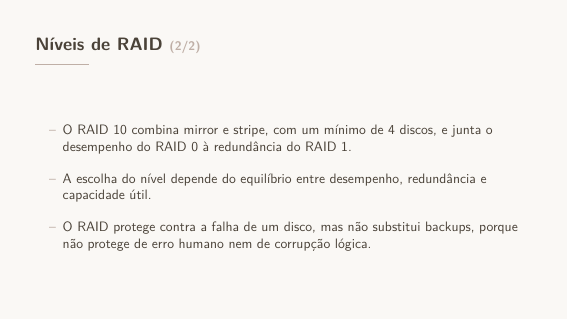 Níveis de RAID (2/2)
– O RAID 10 combina mirror e stripe, com um mínimo de 4 discos, e junta o
desempenho do RAID 0 à redundância do RAID 1.
– A escolha do nível depende do equilíbrio entre desempenho, redundância e
capacidade útil.
– O RAID protege contra a falha de um disco, mas não substitui backups, porque
não protege de erro humano nem de corrupção lógica.